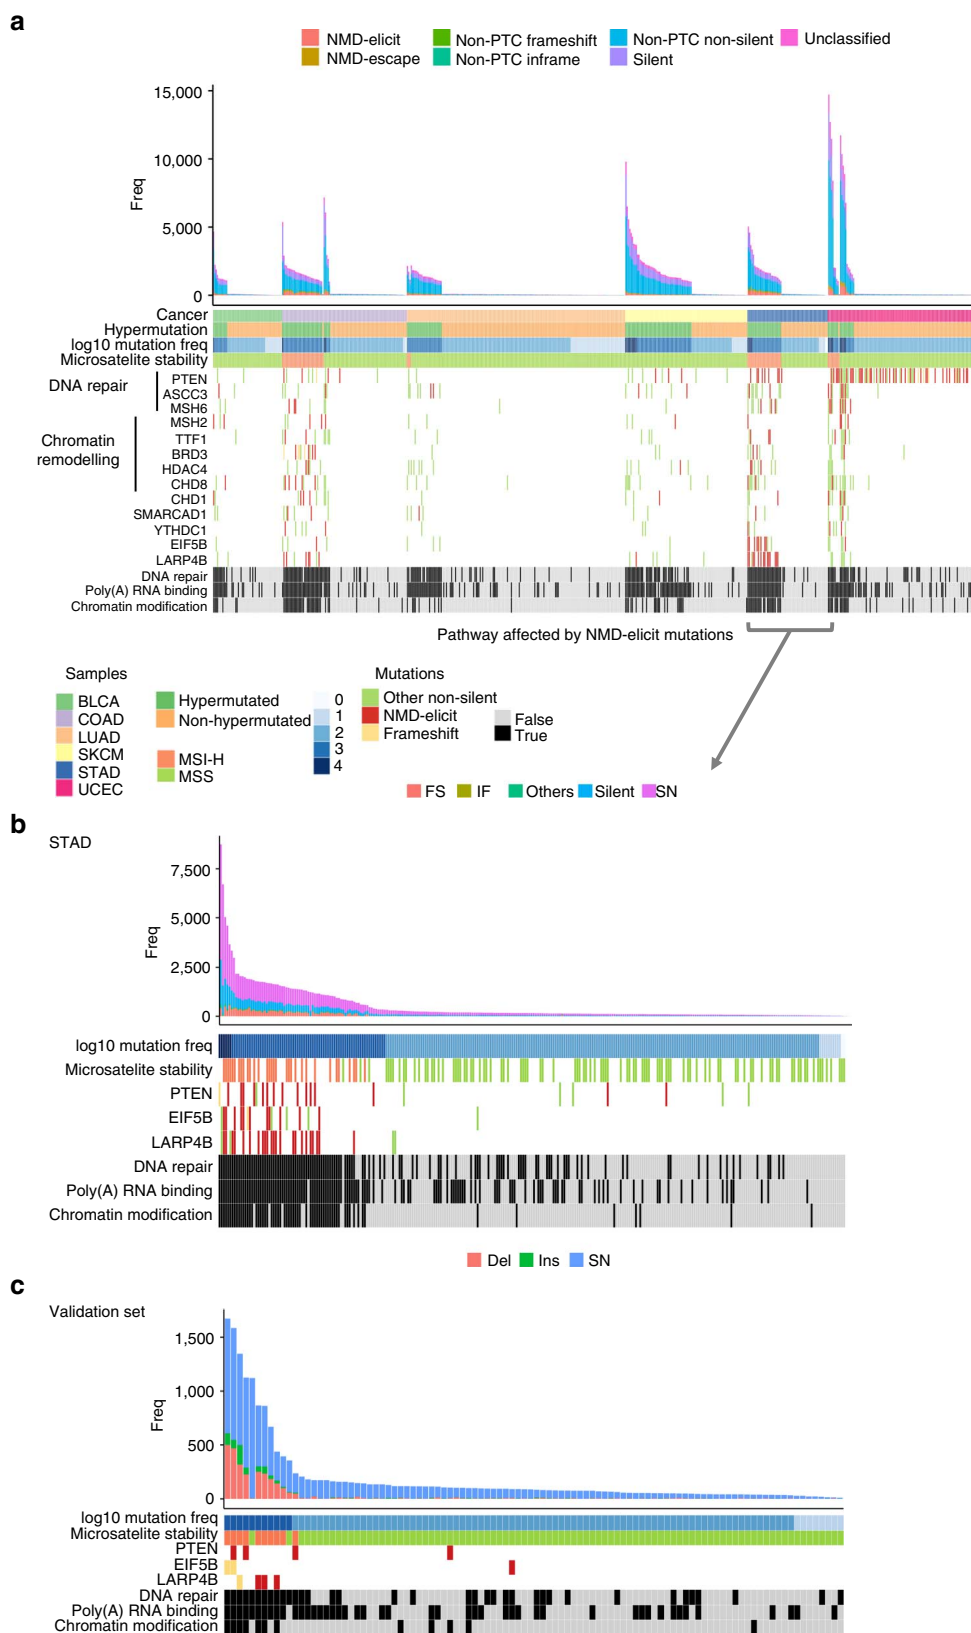 a
NMD-elicit
Non-PTC frameshift
Non-PTC non-silent
Unclassified
NMD-escape
Non-PTC inframe
Silent
15,000
10,000
5,000
0
Freq
Cancer
Hypermutation
log10 mutation freq
Microsatelite stability
DNA repair
PTEN
ASCC3
MSH6
MSH2
Chromatin
remodelling
TTF1
BRD3
HDAC4
CHD8
CHD1
SMARCAD1
YTHDC1
EIF5B
LARP4B
DNA repair
Poly(A) RNA binding
Chromatin modification
Pathway affected by NMD-elicit mutations
Samples
BLCA
COAD
LUAD
SKCM
STAD
UCEC
Hypermutated
Non-hypermutated
MSI-H
MSS
0
1
2
3
4
Mutations
Other non-silent
NMD-elicit
Frameshift
False
True
FS
IF
Others
Silent
SN
b
STAD
7,500
5,000
2,500
0
Freq
log10 mutation freq
Microsatelite stability
PTEN
EIF5B
LARP4B
DNA repair
Poly(A) RNA binding
Chromatin modification
Del
Ins
SN
c
Validation set
1,500
1,000
500
0
Freq
log10 mutation freq
Microsatelite stability
PTEN
EIF5B
LARP4B
DNA repair
Poly(A) RNA binding
Chromatin modification